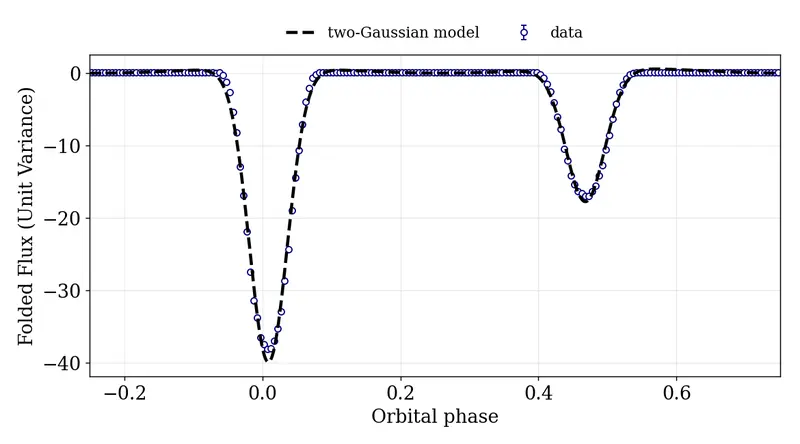 two-Gaussian model data
Folded Flux (Unit Variance)
0
−10
−20
−30
−40
−0.2 0.0 0.2 0.4 0.6
Orbital phase